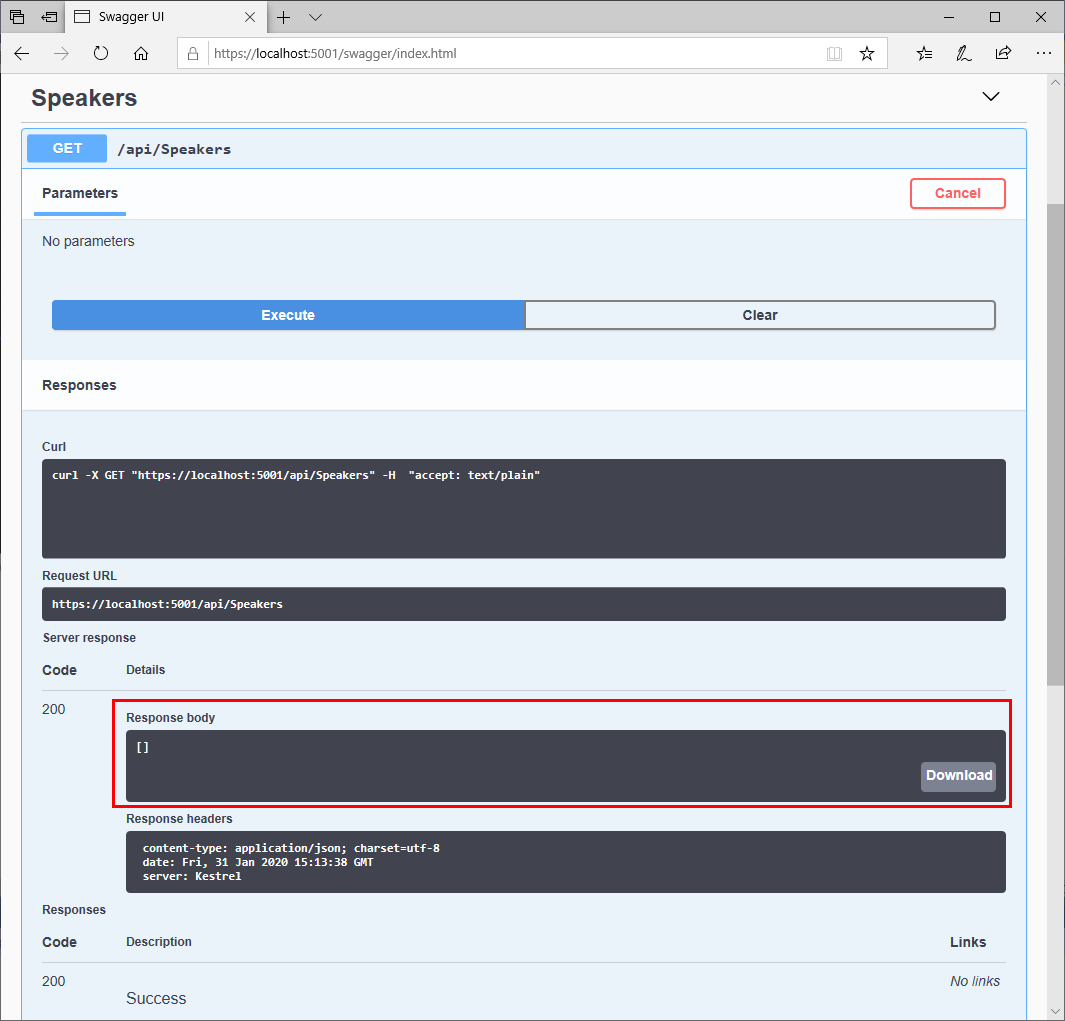 Swagger UI
https://localhost:5001/swagger/index.html
Speakers
GET /api/Speakers
Parameters Cancel
No parameters
Execute Clear
Responses
Curl
curl -X GET "https://localhost:5001/api/Speakers" -H  "accept: text/plain"
Request URL
https://localhost:5001/api/Speakers
Server response
Code Details
200
Response body
[]
Download
Response headers
content-type: application/json; charset=utf-8
date: Fri, 31 Jan 2020 15:13:38 GMT
server: Kestrel
Responses
Code Description Links
200 No links
Success